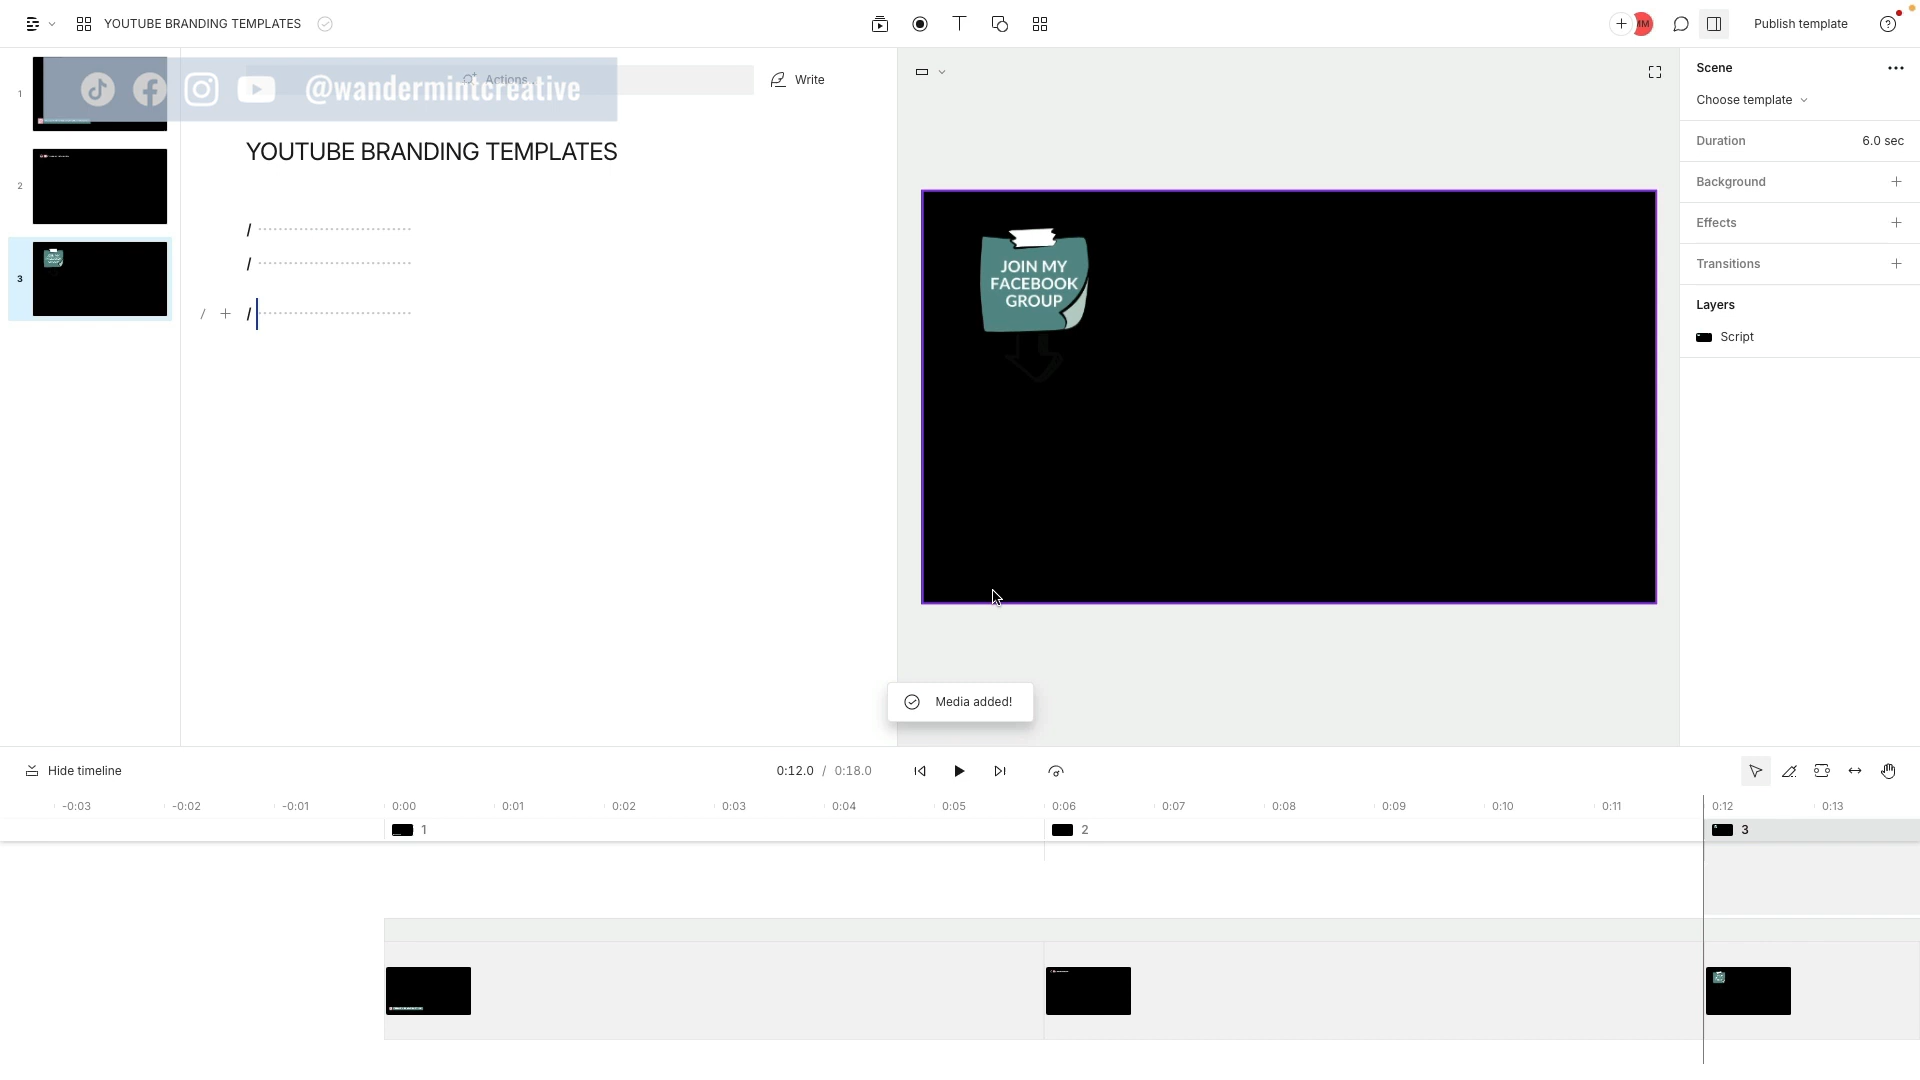 YOUTUBE BRANDING TEMPLATES
MM
Publish template
1
@wandermintcreative
Actions
Write
2
3
YOUTUBE BRANDING TEMPLATES
/
/
/ + /
JOIN MY
FACEBOOK
GROUP
Scene
Choose template
Duration 6.0 sec
Background
Effects
Transitions
Layers
Script
Media added!
Hide timeline
0:12.0 / 0:18.0
-0:03 -0:02 -0:01 0:00 0:01 0:02 0:03 0:04 0:05 0:06 0:07 0:08 0:09 0:10 0:11 0:12 0:13
1 2 3